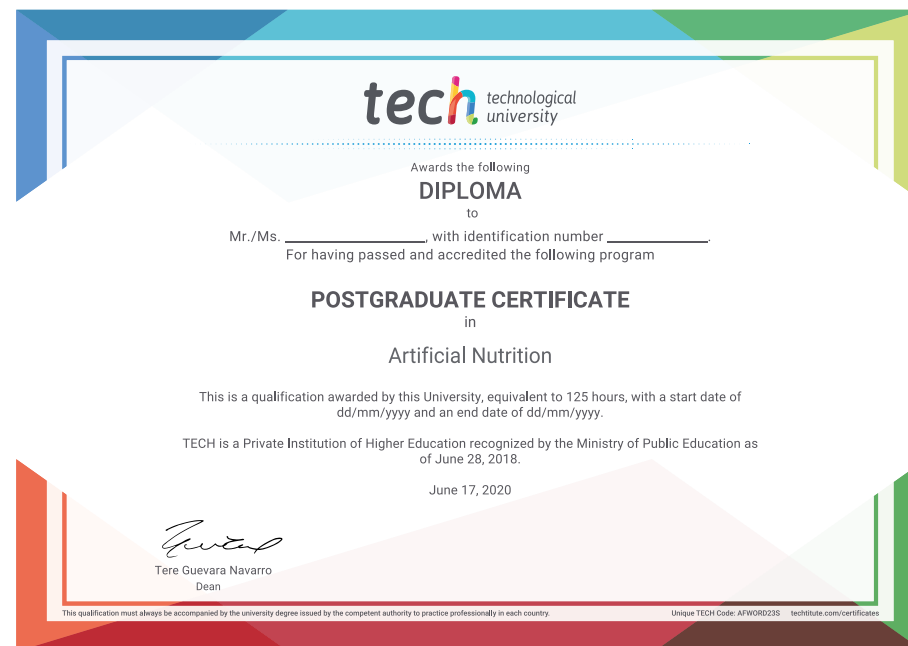 tech technological
university
Awards the following
DIPLOMA
to
Mr./Ms. ____________________, with identification number ______________.
For having passed and accredited the following program
POSTGRADUATE CERTIFICATE
in
Artificial Nutrition
This is a qualification awarded by this University, equivalent to 125 hours, with a start date of
dd/mm/yyyy and an end date of dd/mm/yyyy.
TECH is a Private Institution of Higher Education recognized by the Ministry of Public Education as
of June 28, 2018.
June 17, 2020
Tere Guevara Navarro
Dean
This qualification must always be accompanied by the university degree issued by the competent authority to practice professionally in each country. Unique TECH Code: AFWORD23S techtitute.com/certificates